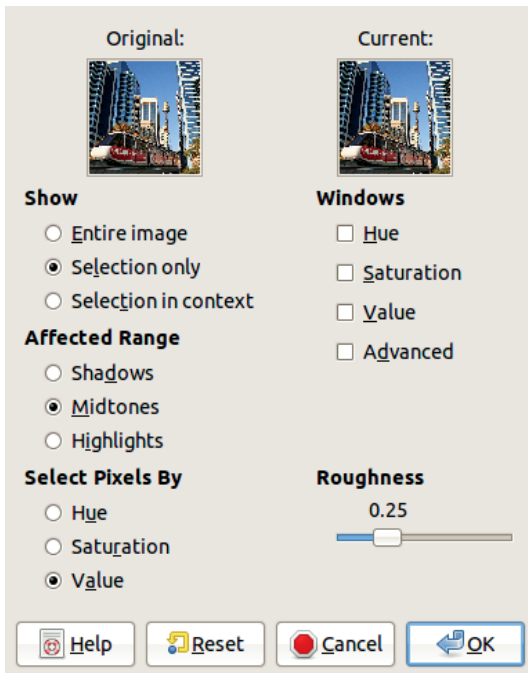 Original:
Current:
Show
Entire image
Selection only
Selection in context
Windows
Hue
Saturation
Value
Advanced
Affected Range
Shadows
Midtones
Highlights
Select Pixels By
Hue
Saturation
Value
Roughness
0.25
Help
Reset
Cancel
OK